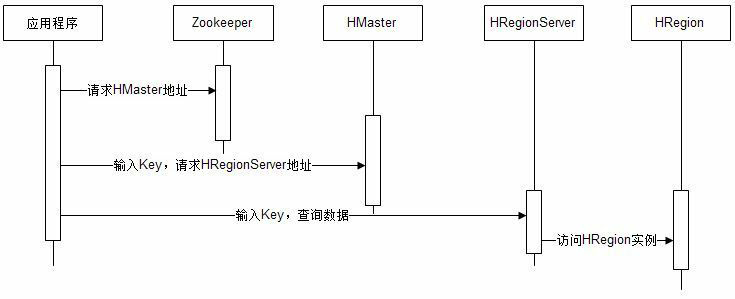 应用程序
Zookeeper
HMaster
HRegionServer
HRegion
请求HMaster地址
输入Key，请求HRegionServer地址
输入Key，查询数据
访问HRegion实例